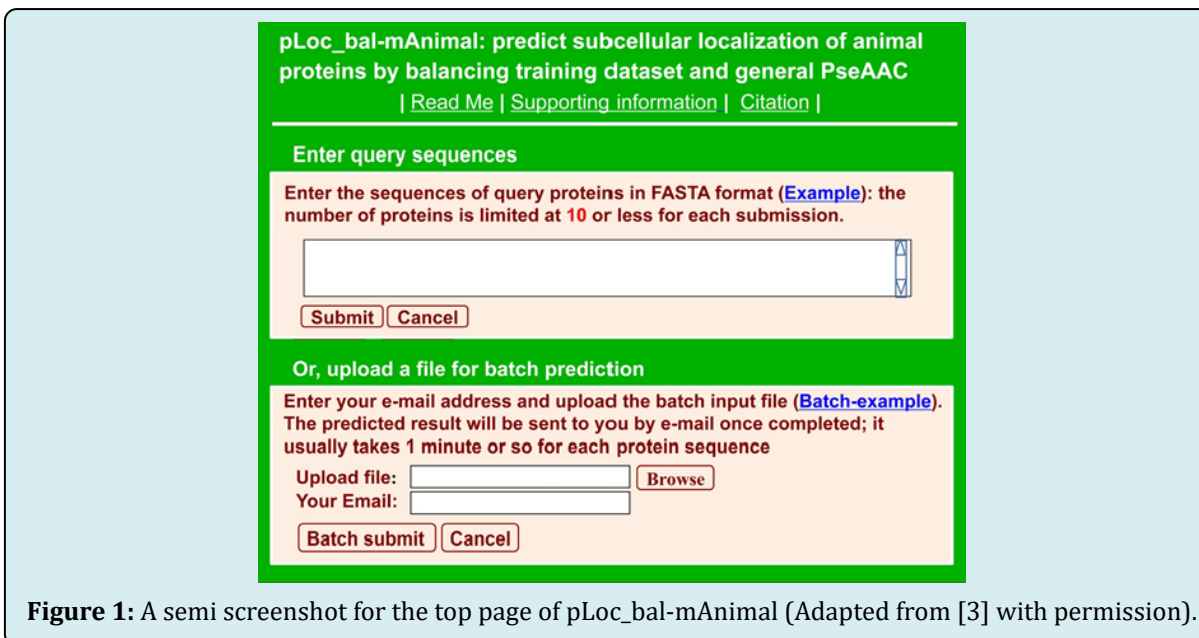 pLoc_bal-mAnimal: predict subcellular localization of animal
proteins by balancing training dataset and general PseAAC
| Read Me | Supporting information | Citation |
Enter query sequences
Enter the sequences of query proteins in FASTA format (Example): the
number of proteins is limited at 10 or less for each submission.
Submit Cancel
Or, upload a file for batch prediction
Enter your e-mail address and upload the batch input file (Batch-example).
The predicted result will be sent to you by e-mail once completed; it
usually takes 1 minute or so for each protein sequence
Upload file: Browse
Your Email:
Batch submit Cancel
Figure 1: A semi screenshot for the top page of pLoc_bal-mAnimal (Adapted from [3] with permission).